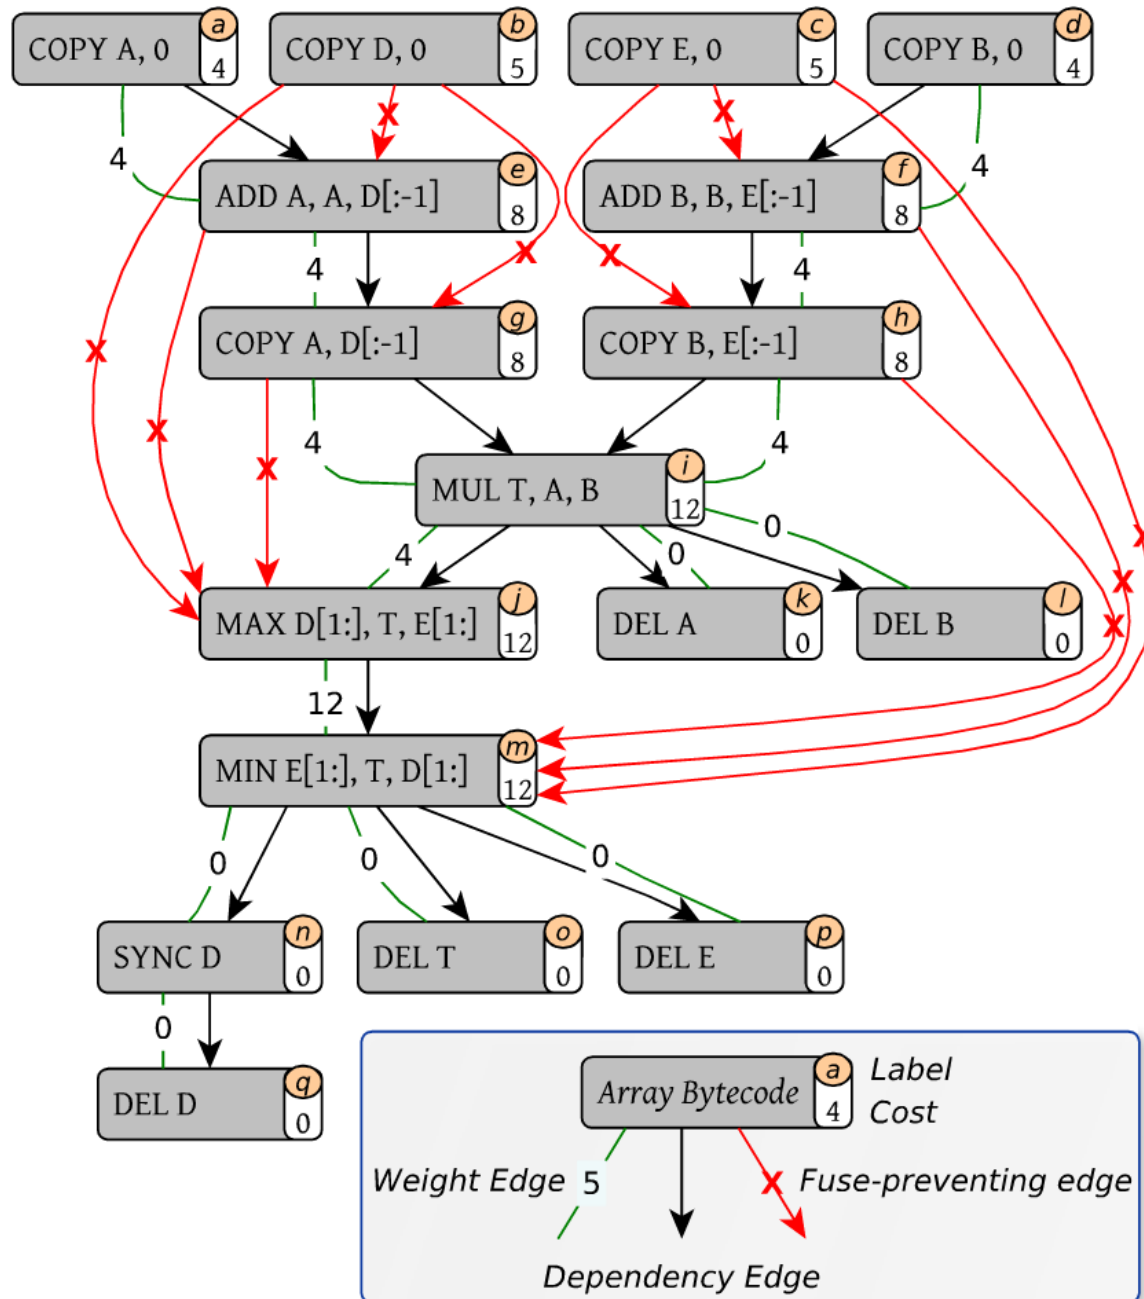 COPY A, 0 a 4
COPY D, 0 b 5
COPY E, 0 c 5
COPY B, 0 d 4
X X
4 4
ADD A, A, D[:-1] e 8
ADD B, B, E[:-1] f 8
X X
4 4
COPY A, D[:-1] g 8
COPY B, E[:-1] h 8
X
X
4 4
X
MUL T, A, B i 12
0
X
4 0
X
MAX D[1:], T, E[1:] j 12
DEL A k 0
DEL B l 0
X
12
MIN E[1:], T, D[1:] m 12
0 0 0
SYNC D n 0
DEL T o 0
DEL E p 0
0
DEL D q 0
Array Bytecode a 4
Label
Cost
Weight Edge 5
X Fuse-preventing edge
Dependency Edge